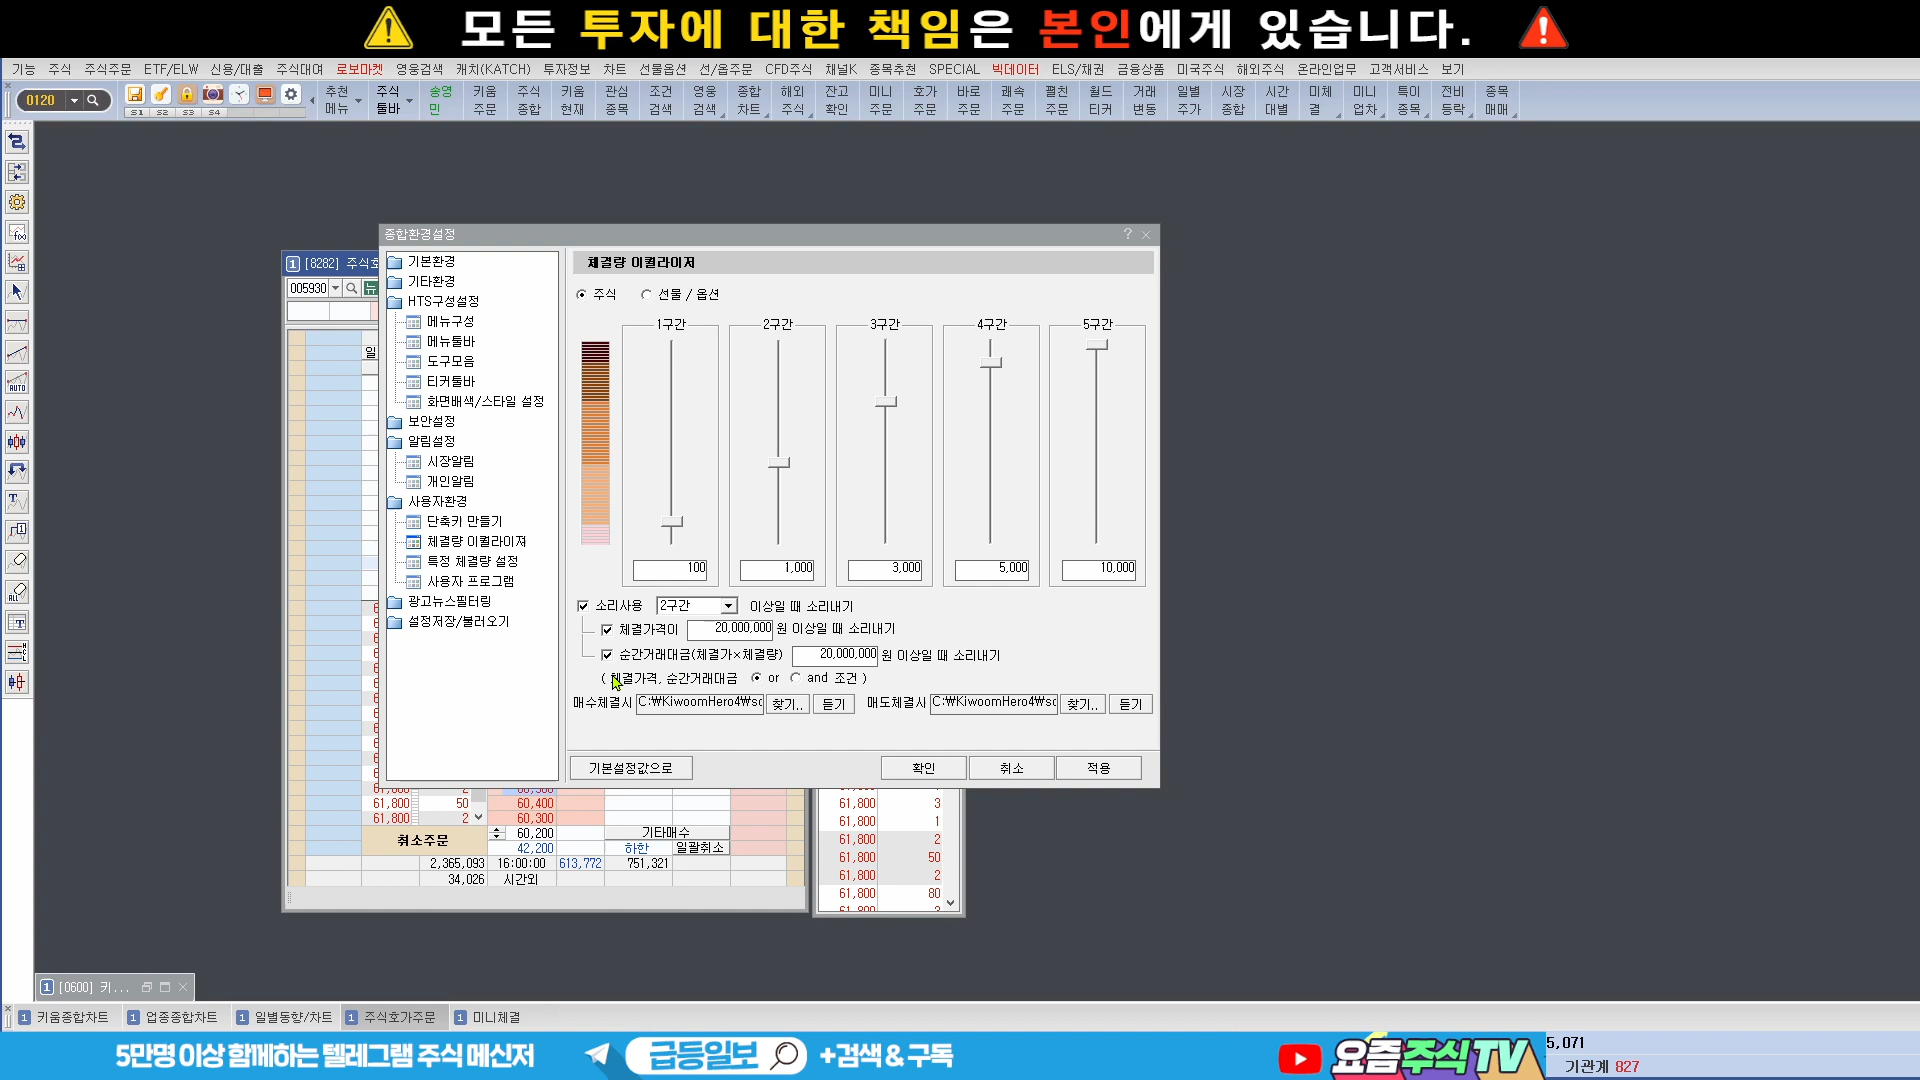 모든 투자에 대한 책임은 본인에게 있습니다.
기능 주식 주식주문 ETF/ELW 신용/대출 주식대여 로보마켓 영웅검색 캐치(KATCH) 투자정보 차트 선물옵션 선/옵주문 CFD주식 채널K 종목추천 SPECIAL 빅데이터 ELS/채권 금융상품 미국주식 해외주식 온라인업무 고객서비스 보기
0120
S1 S2 S3 S4
추천 주식 송영 키움 주식 키움 관심 조건 영웅 종합 해외 잔고 미니 호가 바로 쾌속 펼친 월드 거래 일별 시장 시간 미체 미니 특이 전비 종목
메뉴 툴바 민 주문 종합 현재 종목 검색 검색 차트 주식 확인 주문 주문 주문 주문 주문 티커 변동 주가 종합 대별 결 업차 종목 등락 매매
종합환경설정
1 [8282] 주식호
005930 뉴
일
기본환경
기타환경
HTS구성설정
메뉴구성
메뉴툴바
도구모음
티커툴바
화면배색/스타일 설정
보안설정
알림설정
시장알림
개인알림
사용자환경
단축키 만들기
체결량 이퀄라이져
특정 체결량 설정
사용자 프로그램
광고뉴스필터링
설정저장/불러오기
체결량 이퀄라이저
주식 선물 / 옵션
1구간 2구간 3구간 4구간 5구간
100 1,000 3,000 5,000 10,000
소리사용 2구간 이상일 때 소리내기
체결가격이 20,000,000 원 이상일 때 소리내기
순간거래대금(체결가×체결량) 20,000,000 원 이상일 때 소리내기
( 체결가격, 순간거래대금 or and 조건 )
매수체결시 C:₩KiwoomHero4₩so 찾기.. 듣기 매도체결시 C:₩KiwoomHero4₩so 찾기.. 듣기
기본설정값으로 확인 취소 적용
61,800 50 60,400
61,800 2 60,300
취소주문 60,200 기타매수
42,200 하한 일괄취소
2,365,093 16:00:00 613,772 751,321
34,026 시간외
61,800 3
61,800 1
61,800 2
61,800 50
61,800 2
61,800 80
1 [0600] 키...
1 키움종합차트 1 업종종합차트 1 일별동향/차트 1 주식호가주문 1 미니체결
5만명 이상 함께하는 텔레그램 주식 메신저 급등일보 +검색 & 구독
요즘주식TV
5,071
기관계 827